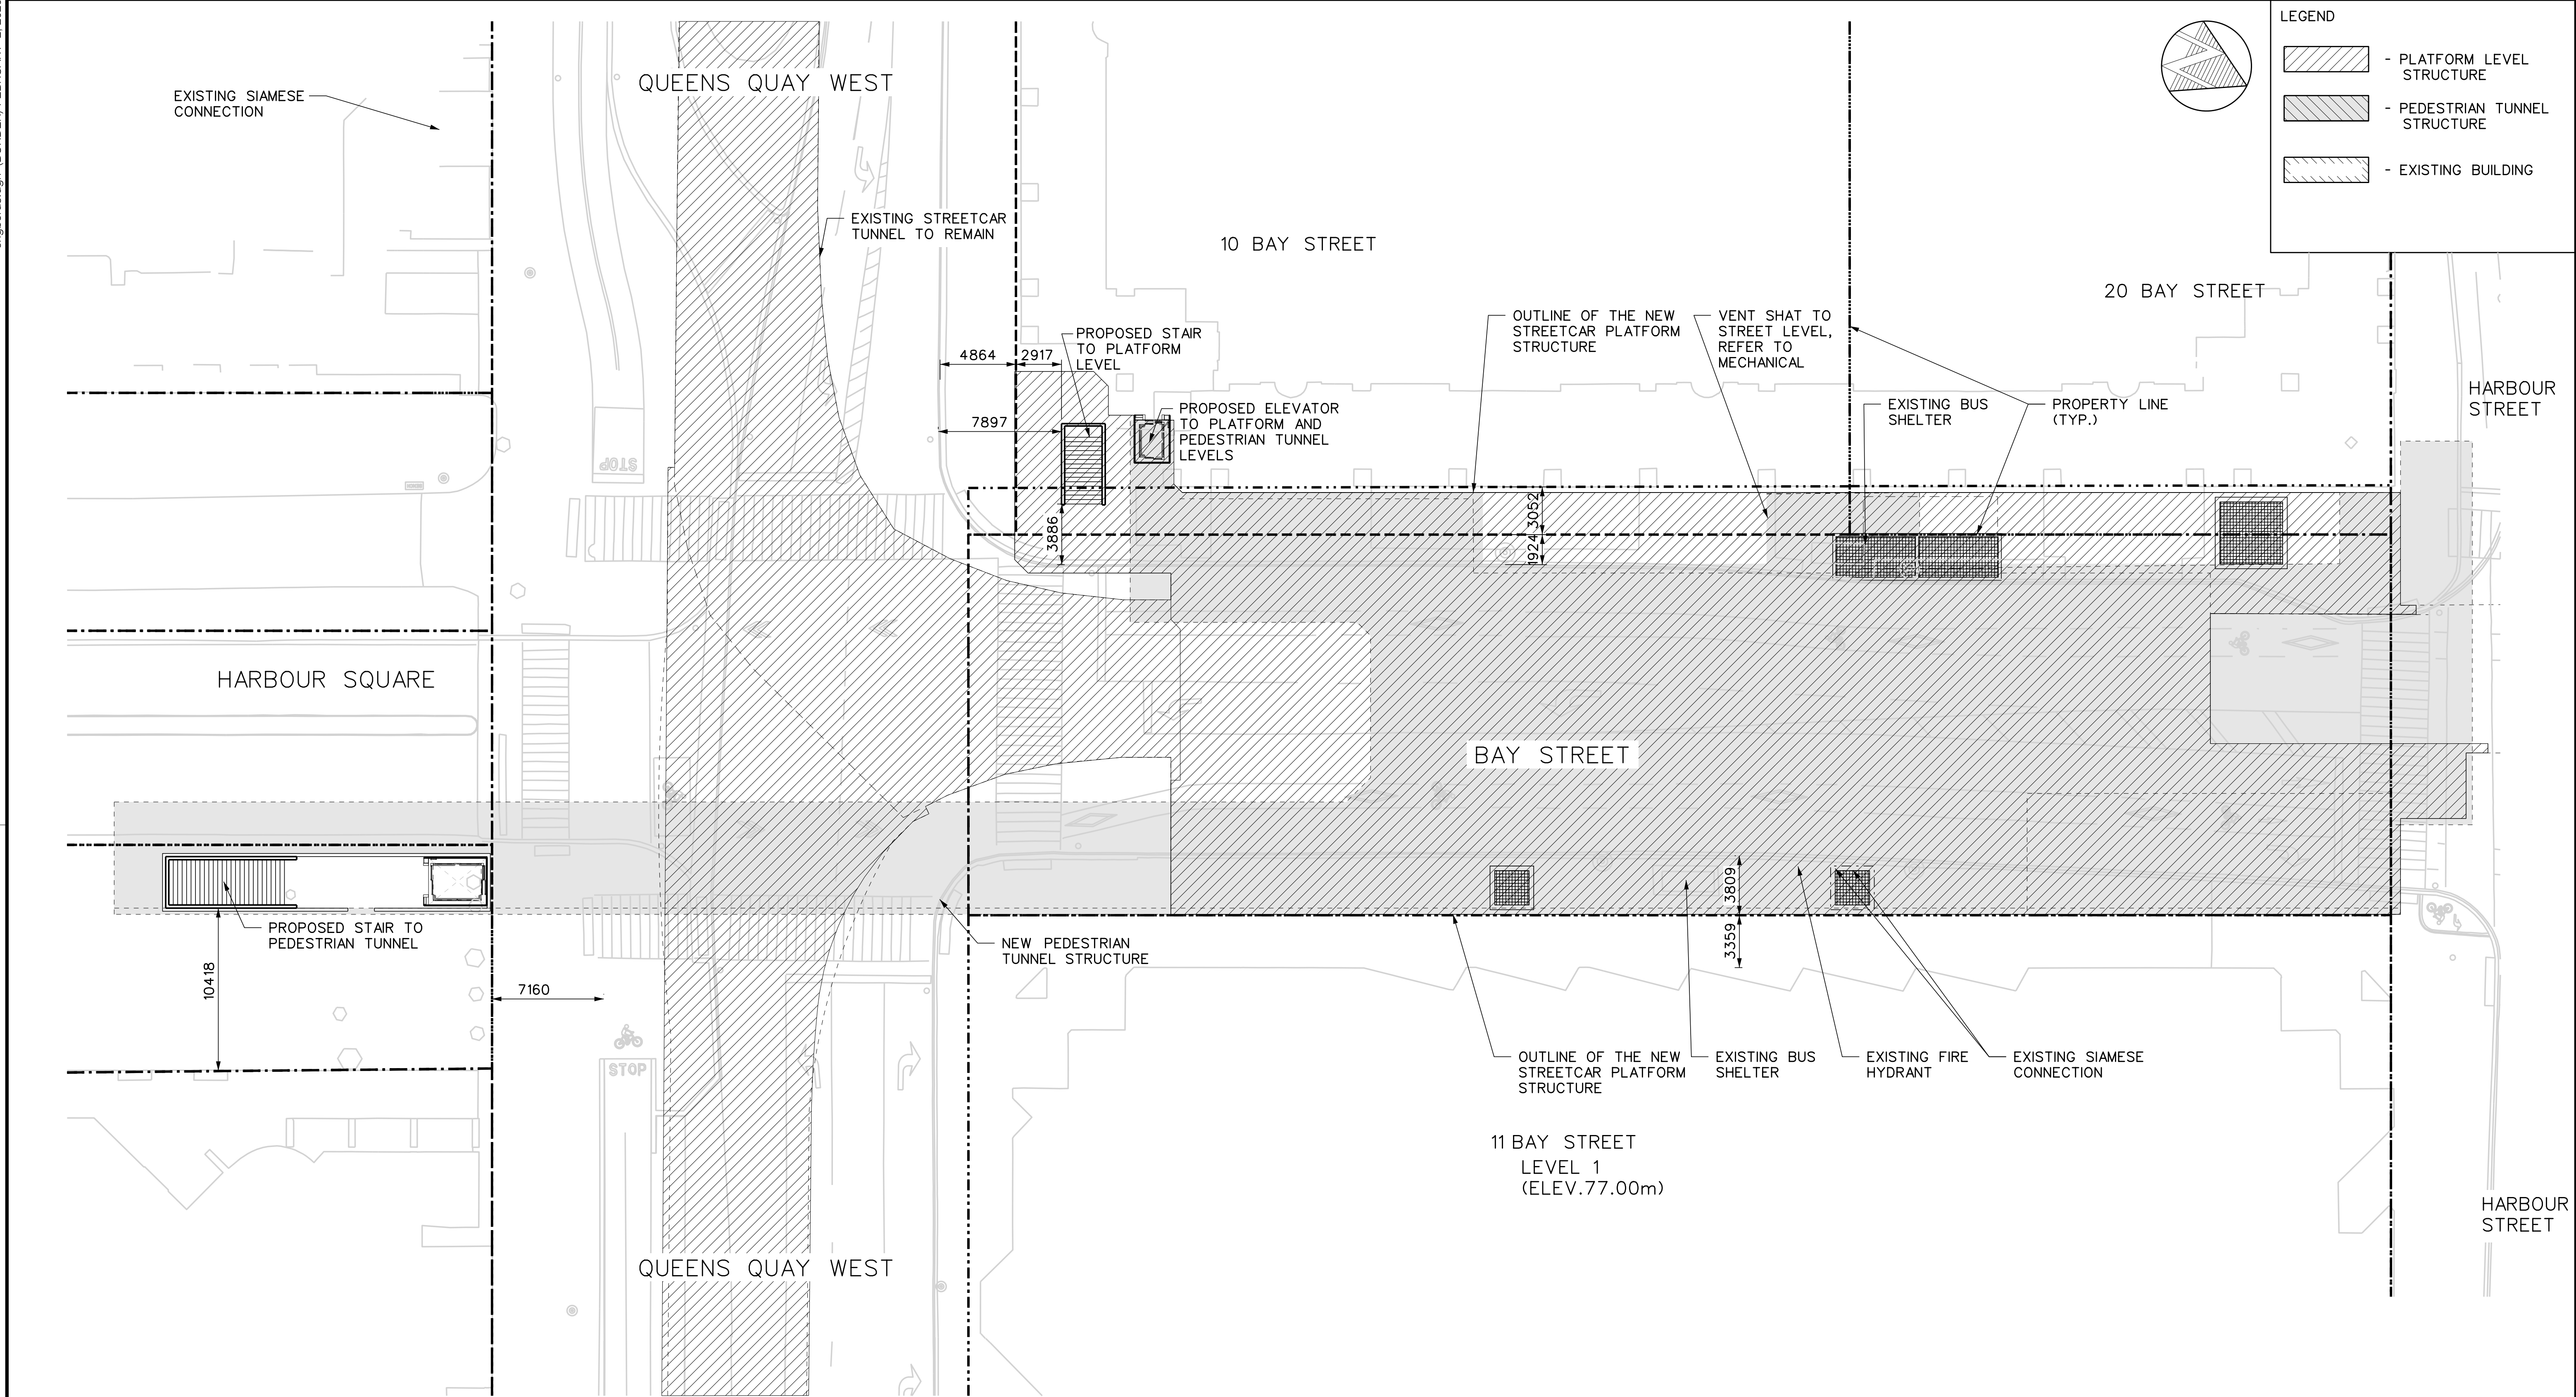 LEGEND
- PLATFORM LEVEL
STRUCTURE
- PEDESTRIAN TUNNEL
STRUCTURE
- EXISTING BUILDING
QUEENS QUAY WEST
EXISTING SIAMESE
CONNECTION
EXISTING STREETCAR
TUNNEL TO REMAIN
10 BAY STREET
20 BAY STREET
OUTLINE OF THE NEW
STREETCAR PLATFORM
STRUCTURE
VENT SHAT TO
STREET LEVEL,
REFER TO
MECHANICAL
PROPOSED STAIR
TO PLATFORM
LEVEL
4864
2917
HARBOUR
STREET
PROPOSED ELEVATOR
TO PLATFORM AND
PEDESTRIAN TUNNEL
LEVELS
7897
EXISTING BUS
SHELTER
PROPERTY LINE
(TYP.)
STOP
3886
3052
1924
HARBOUR SQUARE
BAY STREET
3809
3359
PROPOSED STAIR TO
PEDESTRIAN TUNNEL
NEW PEDESTRIAN
TUNNEL STRUCTURE
10418
7160
STOP
OUTLINE OF THE NEW
STREETCAR PLATFORM
STRUCTURE
EXISTING BUS
SHELTER
EXISTING FIRE
HYDRANT
EXISTING SIAMESE
CONNECTION
11 BAY STREET
LEVEL 1
(ELEV.77.00m)
HARBOUR
STREET
QUEENS QUAY WEST